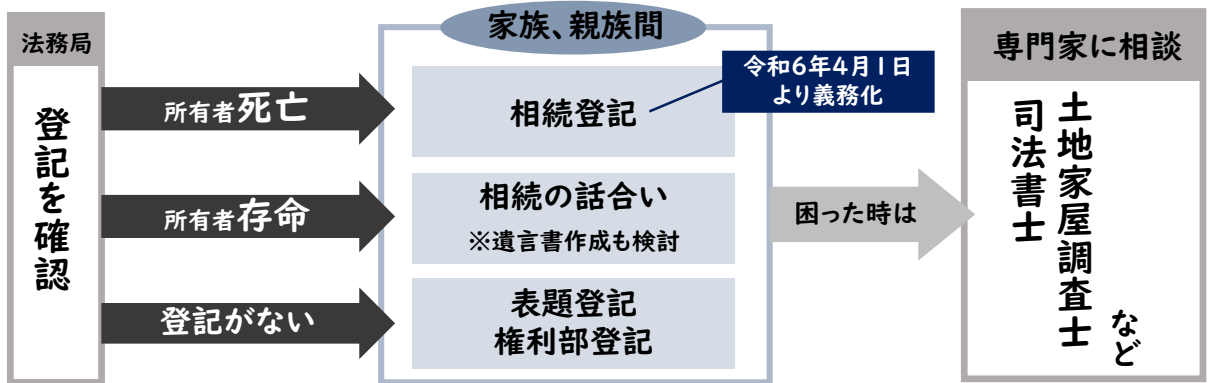 法務局
登記を確認
所有者死亡
所有者存命
登記がない
家族、親族間
相続登記
令和6年4月1日
より義務化
相続の話合い
※遺言書作成も検討
表題登記
権利部登記
困った時は
専門家に相談
土地家屋調査士
司法書士
など